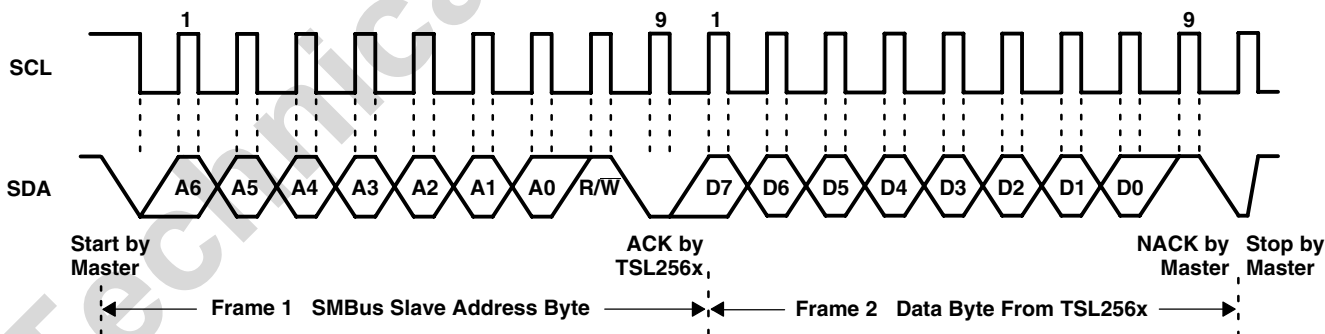 1 9 1 9
SCL
SDA A6 A5 A4 A3 A2 A1 A0 R/W̅ D7 D6 D5 D4 D3 D2 D1 D0
Start by Master
ACK by TSL256x
NACK by Master
Stop by Master
Frame 1 SMBus Slave Address Byte
Frame 2 Data Byte From TSL256x
Technica